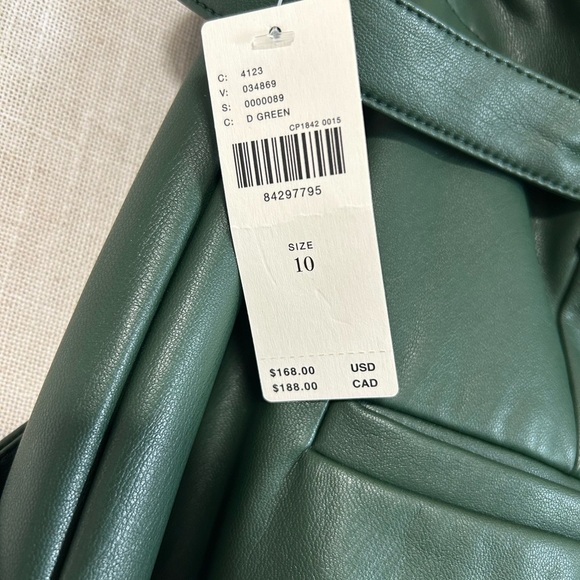 C: 4123
V: 034869
S: 0000089
C: D GREEN
CP1842 0015
84297795
SIZE
10
$168.00 USD
$188.00 CAD